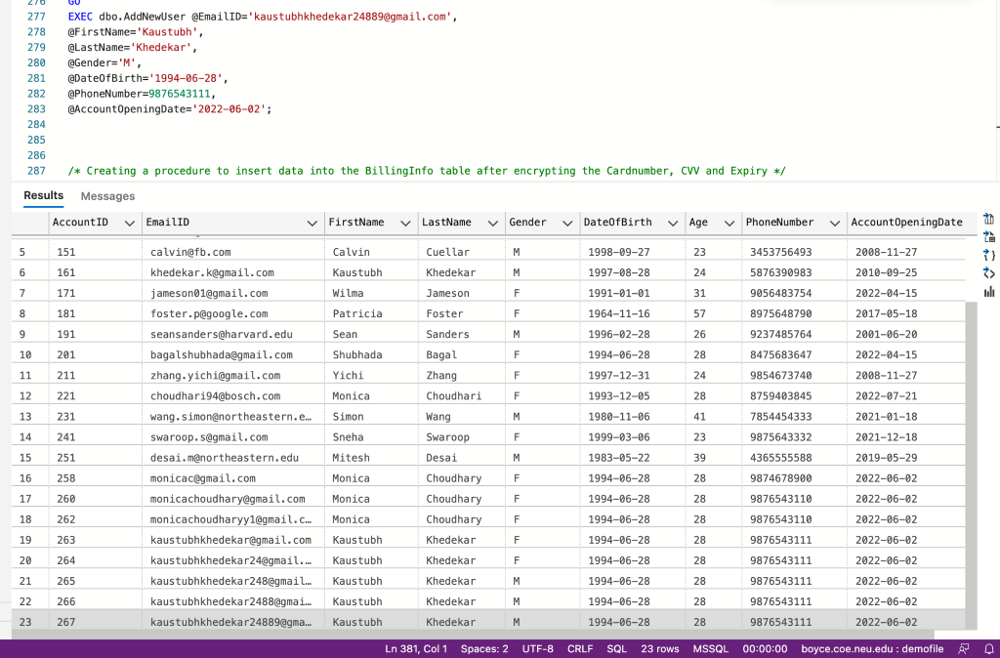 276 GO
277 EXEC dbo.AddNewUser @EmailID='kaustubhkhedekar24889@gmail.com',
278 @FirstName='Kaustubh',
279 @LastName='Khedekar',
280 @Gender='M',
281 @DateOfBirth='1994-06-28',
282 @PhoneNumber=9876543111,
283 @AccountOpeningDate='2022-06-02';
284
285
286
287 /* Creating a procedure to insert data into the BillingInfo table after encrypting the Cardnumber, CVV and Expiry */
Results Messages
AccountID EmailID FirstName LastName Gender DateOfBirth Age PhoneNumber AccountOpeningDate
5 151 calvin@fb.com Calvin Cuellar M 1998-09-27 23 3453756493 2008-11-27
6 161 khedekar.k@gmail.com Kaustubh Khedekar M 1997-08-28 24 5876390983 2010-09-25
7 171 jameson01@gmail.com Wilma Jameson F 1991-01-01 31 9056483754 2022-04-15
8 181 foster.p@google.com Patricia Foster F 1964-11-16 57 8975648790 2017-05-18
9 191 seansanders@harvard.edu Sean Sanders M 1996-02-28 26 9237485764 2001-06-20
10 201 bagalshubhada@gmail.com Shubhada Bagal F 1994-06-28 28 8475683647 2022-04-15
11 211 zhang.yichi@gmail.com Yichi Zhang F 1997-12-31 24 9854673740 2008-11-27
12 221 choudhari94@bosch.com Monica Choudhari F 1993-12-05 28 8759403845 2022-07-21
13 231 wang.simon@northeastern.e… Simon Wang M 1980-11-06 41 7854454333 2021-01-18
14 241 swaroop.s@gmail.com Sneha Swaroop F 1999-03-06 23 9875643332 2021-12-18
15 251 desai.m@northeastern.edu Mitesh Desai M 1983-05-22 39 4365555588 2019-05-29
16 258 monicac@gmail.com Monica Choudhary F 1994-06-28 28 9874678900 2022-06-02
17 260 monicachoudhary@gmail.com Monica Choudhary F 1994-06-28 28 9876543110 2022-06-02
18 262 monicachoudharyy1@gmail.c… Monica Choudhary F 1994-06-28 28 9876543110 2022-06-02
19 263 kaustubhkhedekar@gmail.com Kaustubh Khedekar F 1994-06-28 28 9876543111 2022-06-02
20 264 kaustubhkhedekar24@gmail.… Kaustubh Khedekar F 1994-06-28 28 9876543111 2022-06-02
21 265 kaustubhkhedekar248@gmail… Kaustubh Khedekar M 1994-06-28 28 9876543111 2022-06-02
22 266 kaustubhkhedekar2488@gmai… Kaustubh Khedekar M 1994-06-28 28 9876543111 2022-06-02
23 267 kaustubhkhedekar24889@gma… Kaustubh Khedekar M 1994-06-28 28 9876543111 2022-06-02
Ln 381, Col 1 Spaces: 2 UTF-8 CRLF SQL 23 rows MSSQL 00:00:00 boyce.coe.neu.edu : demofile